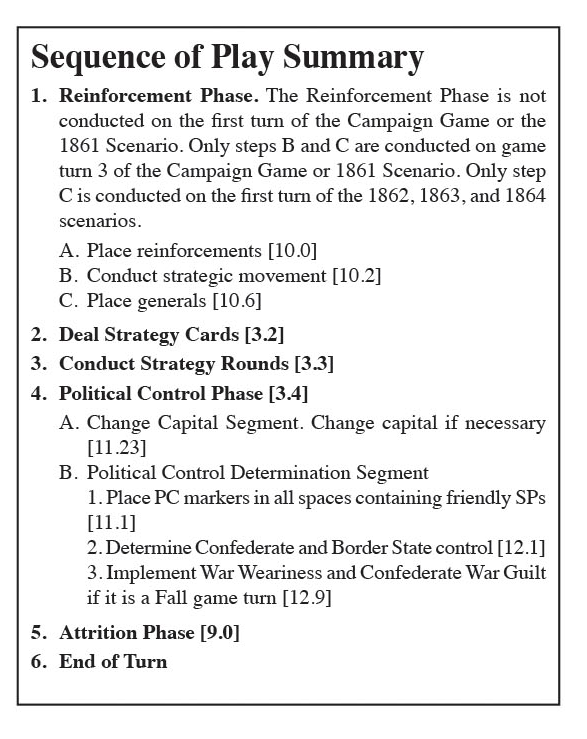 Sequence of Play Summary
1. Reinforcement Phase. The Reinforcement Phase is not
conducted on the first turn of the Campaign Game or the
1861 Scenario. Only steps B and C are conducted on game
turn 3 of the Campaign Game or 1861 Scenario. Only step
C is conducted on the first turn of the 1862, 1863, and 1864
scenarios.
A. Place reinforcements [10.0]
B. Conduct strategic movement [10.2]
C. Place generals [10.6]
2. Deal Strategy Cards [3.2]
3. Conduct Strategy Rounds [3.3]
4. Political Control Phase [3.4]
A. Change Capital Segment. Change capital if necessary
[11.23]
B. Political Control Determination Segment
1. Place PC markers in all spaces containing friendly SPs
[11.1]
2. Determine Confederate and Border State control [12.1]
3. Implement War Weariness and Confederate War Guilt
if it is a Fall game turn [12.9]
5. Attrition Phase [9.0]
6. End of Turn